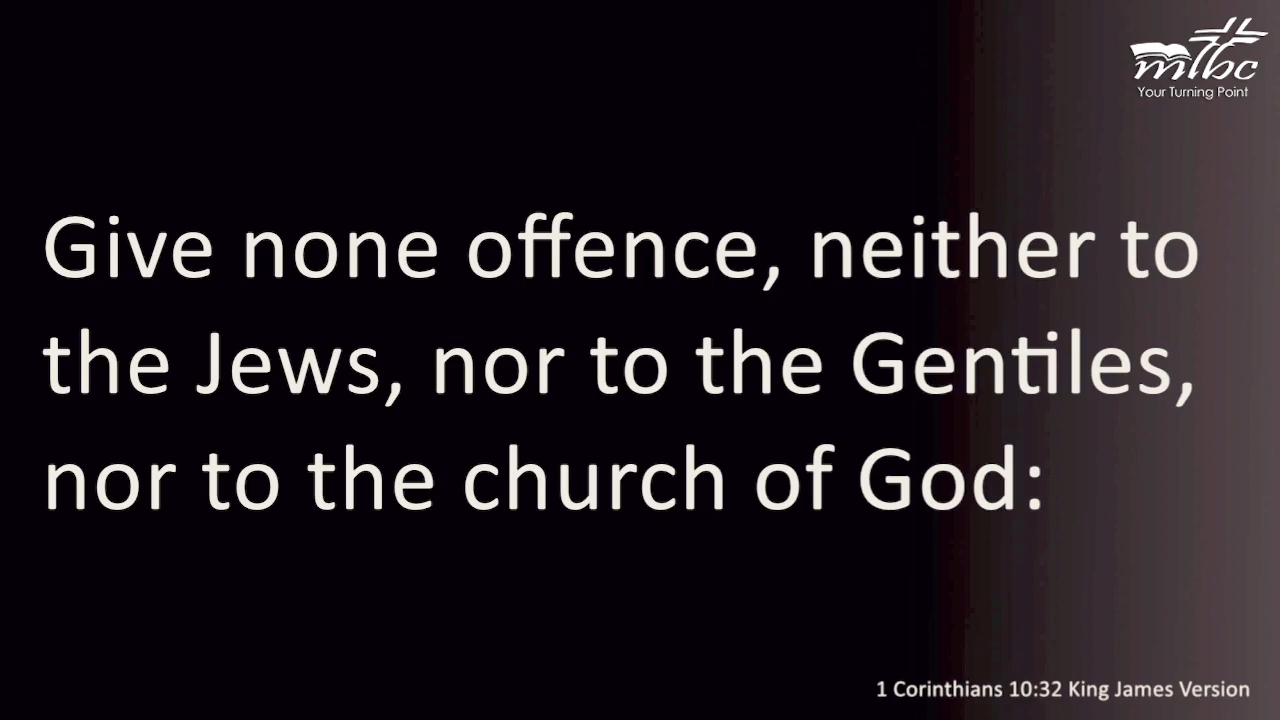 mtbc
Your Turning Point
Give none offence, neither to
the Jews, nor to the Gentiles,
nor to the church of God:
1 Corinthians 10:32 King James Version